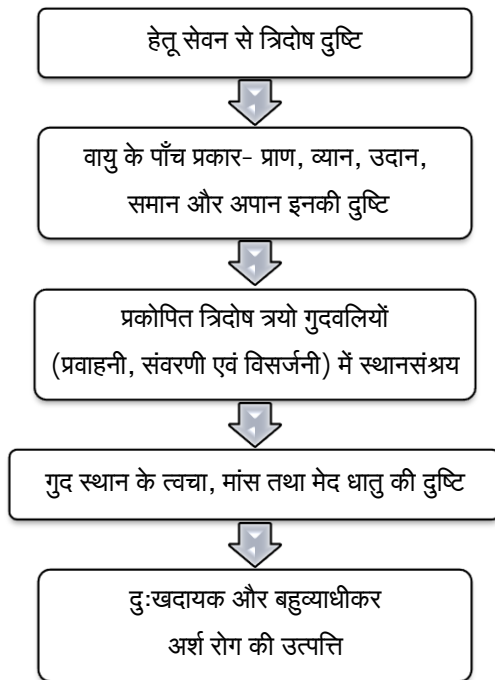 हेतू सेवन से त्रिदोष दुष्टि
वायु के पाँच प्रकार- प्राण, व्यान, उदान,
समान और अपान इनकी दुष्टि
प्रकोपित त्रिदोष त्रयो गुदवलियों
(प्रवाहनी, संवरणी एवं विसर्जनी) में स्थानसंश्रय
गुद स्थान के त्वचा, मांस तथा मेद धातु की दुष्टि
दुःखदायक और बहुव्याधीकर
अर्श रोग की उत्पत्ति